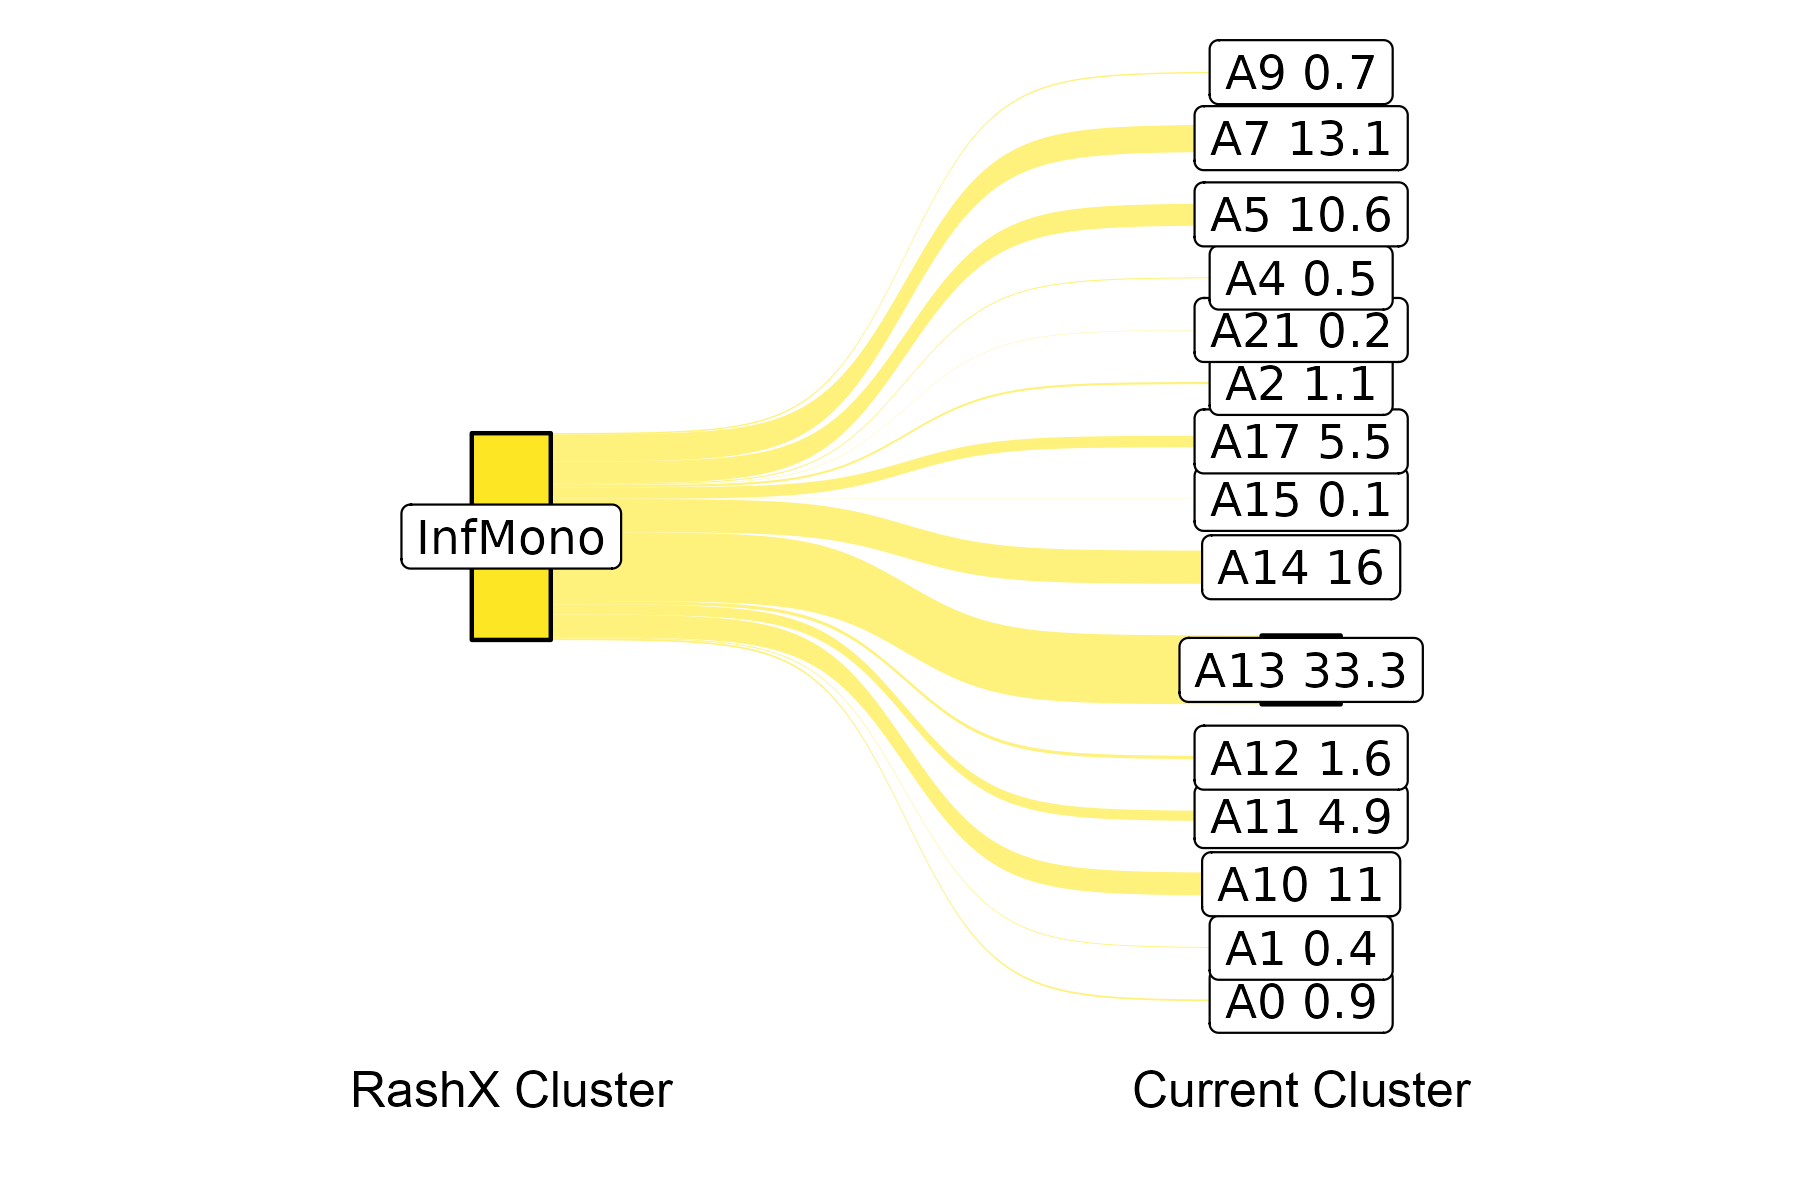 A9 0.7
A7 13.1
A5 10.6
A4 0.5
A21 0.2
A2 1.1
A17 5.5
A15 0.1
InfMono
A14 16
A13 33.3
A12 1.6
A11 4.9
A10 11
A1 0.4
A0 0.9
RashX Cluster
Current Cluster